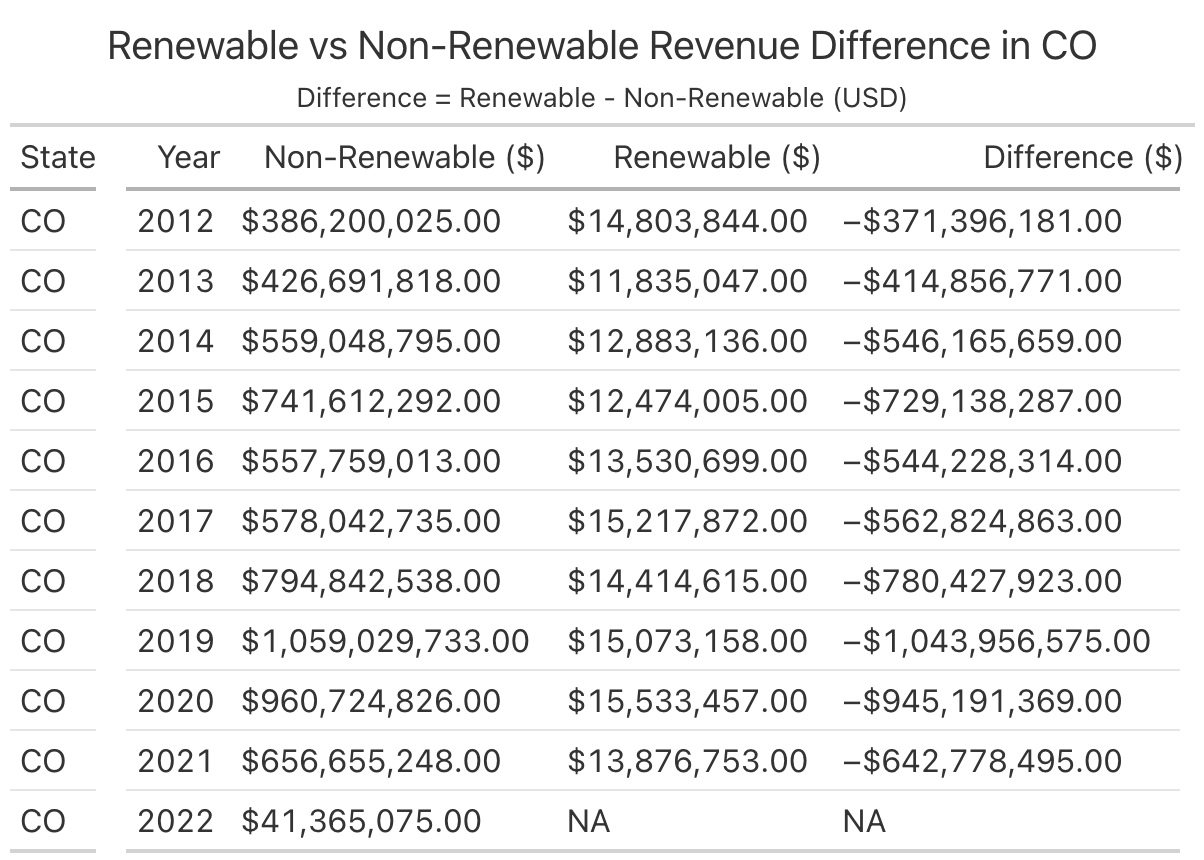 Renewable vs Non-Renewable Revenue Difference in CO
Difference = Renewable - Non-Renewable (USD)
State Year Non-Renewable ($) Renewable ($) Difference ($)
CO 2012 $386,200,025.00 $14,803,844.00 −$371,396,181.00
CO 2013 $426,691,818.00 $11,835,047.00 −$414,856,771.00
CO 2014 $559,048,795.00 $12,883,136.00 −$546,165,659.00
CO 2015 $741,612,292.00 $12,474,005.00 −$729,138,287.00
CO 2016 $557,759,013.00 $13,530,699.00 −$544,228,314.00
CO 2017 $578,042,735.00 $15,217,872.00 −$562,824,863.00
CO 2018 $794,842,538.00 $14,414,615.00 −$780,427,923.00
CO 2019 $1,059,029,733.00 $15,073,158.00 −$1,043,956,575.00
CO 2020 $960,724,826.00 $15,533,457.00 −$945,191,369.00
CO 2021 $656,655,248.00 $13,876,753.00 −$642,778,495.00
CO 2022 $41,365,075.00 NA NA